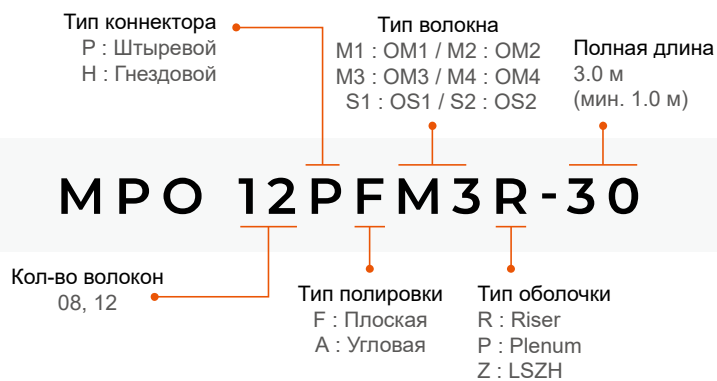 Тип коннектора
P : Штыревой
H : Гнездовой
Тип волокна
M1 : OM1 / M2 : OM2
M3 : OM3 / M4 : OM4
S1 : OS1 / S2 : OS2
Полная длина
3.0 м
(мин. 1.0 м)
MPO 12PFM3R-30
Кол-во волокон
08, 12
Тип полировки
F : Плоская
A : Угловая
Тип оболочки
R : Riser
P : Plenum
Z : LSZH